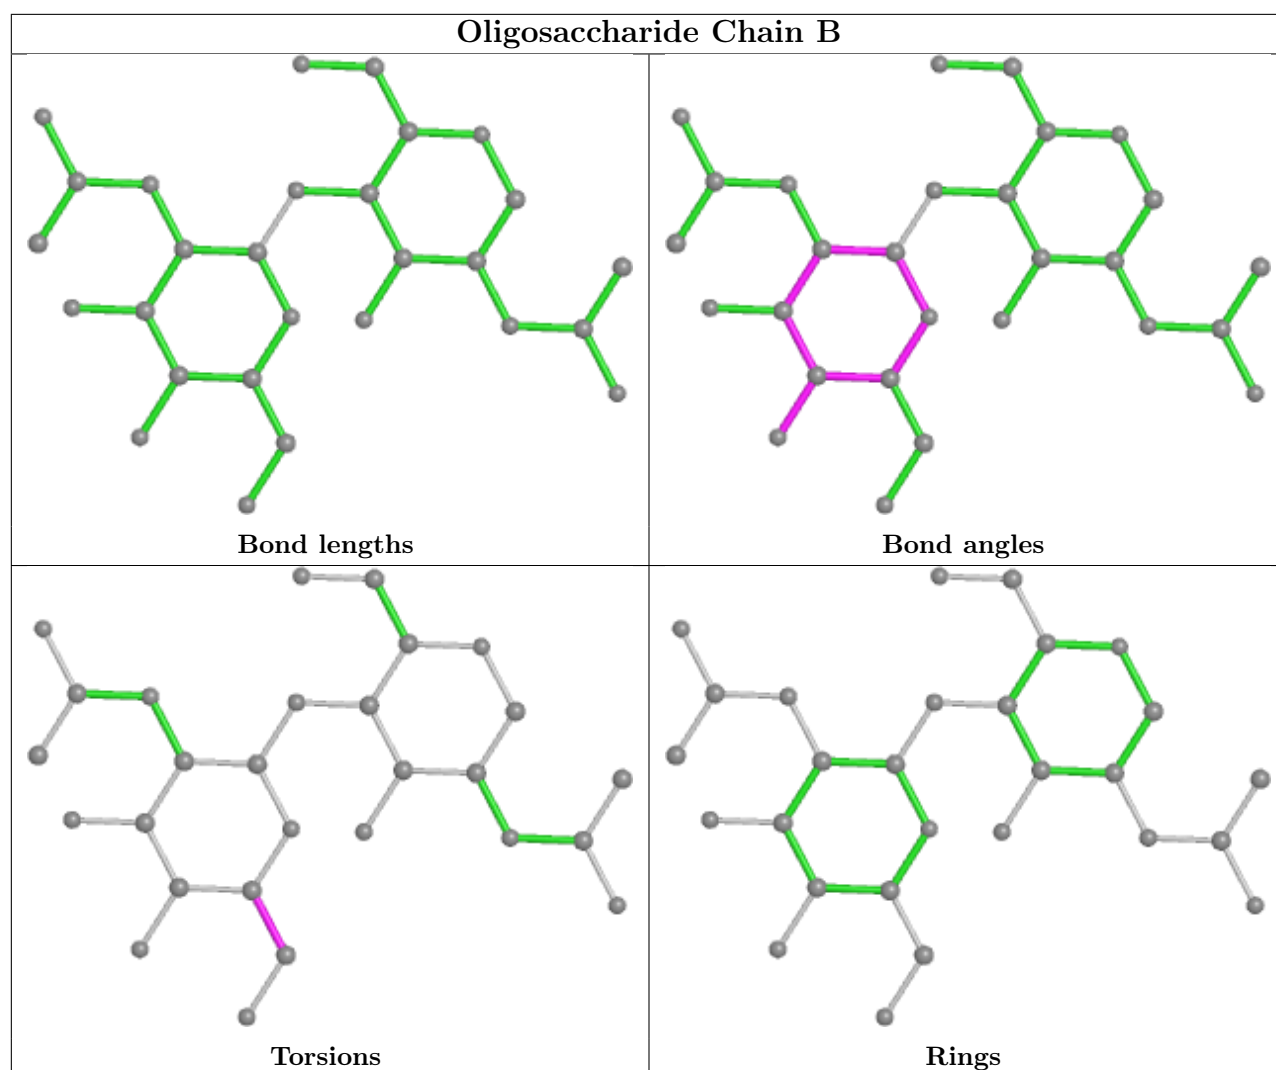 Oligosaccharide Chain B
Bond lengths
Bond angles
Torsions
Rings